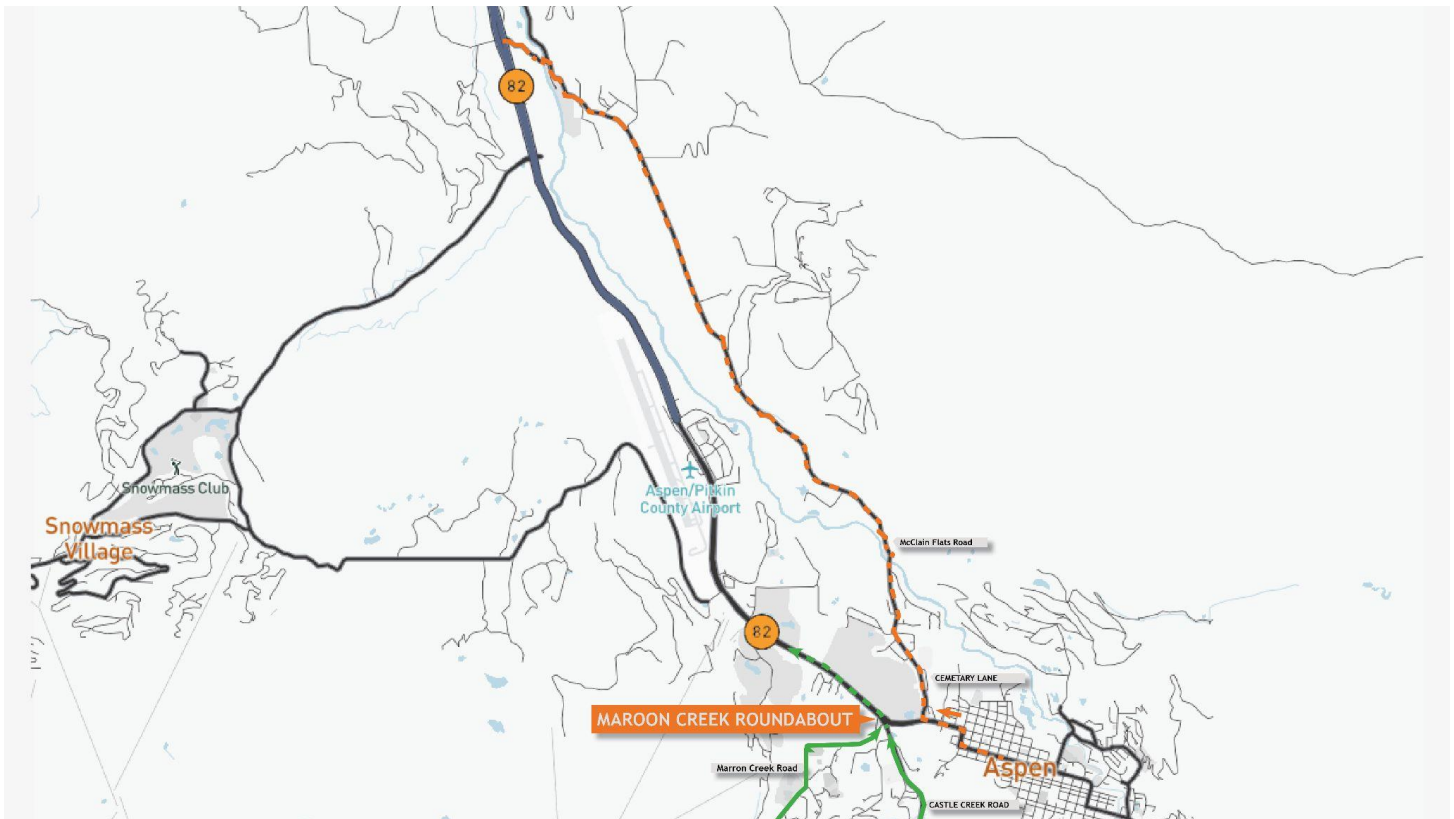 82
Snowmass Club
Snowmass
Village
Aspen/Pitkin
County Airport
McClain Flats Road
82
CEMETARY LANE
MAROON CREEK ROUNDABOUT
Marron Creek Road
Aspen
CASTLE CREEK ROAD